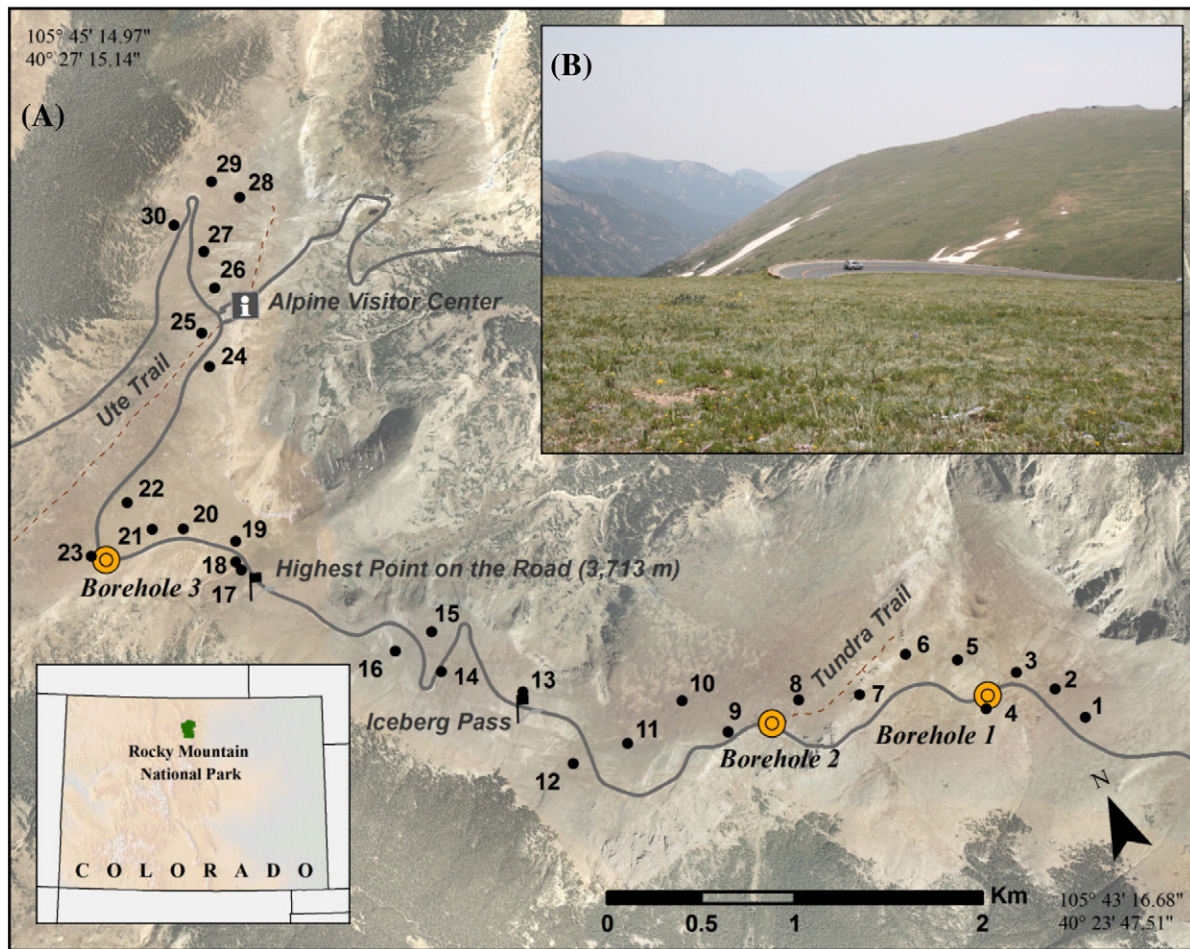 105° 45' 14.97"
40° 27' 15.14"
(A)
(B)
29
28
30
27
26
i
Alpine Visitor Center
25
24
Ute Trail
22
21
20
19
23
18
Borehole 3
17
Highest Point on the Road (3,713 m)
15
16
14
13
Iceberg Pass
12
11
10
9
8
Borehole 2
Tundra Trail
7
6
5
3
2
4
1
Borehole 1
Rocky Mountain
National Park
COLORADO
N
Km
0
0.5
1
2
105° 43' 16.68"
40° 23' 47.51"